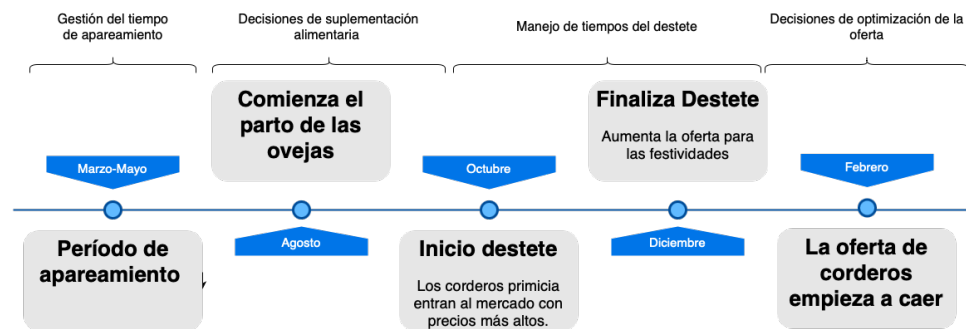 Gestión del tiempo
de apareamiento
Decisiones de suplementación
alimentaria
Manejo de tiempos del destete
Decisiones de optimización de la
oferta
Comienza el
parto de las
ovejas
Finaliza Destete
Aumenta la oferta para
las festividades
Marzo-Mayo
Octubre
Febrero
Agosto
Diciembre
Período de
apareamiento
Inicio destete
Los corderos primicia
entran al mercado con
precios más altos.
La oferta de
corderos
empieza a caer